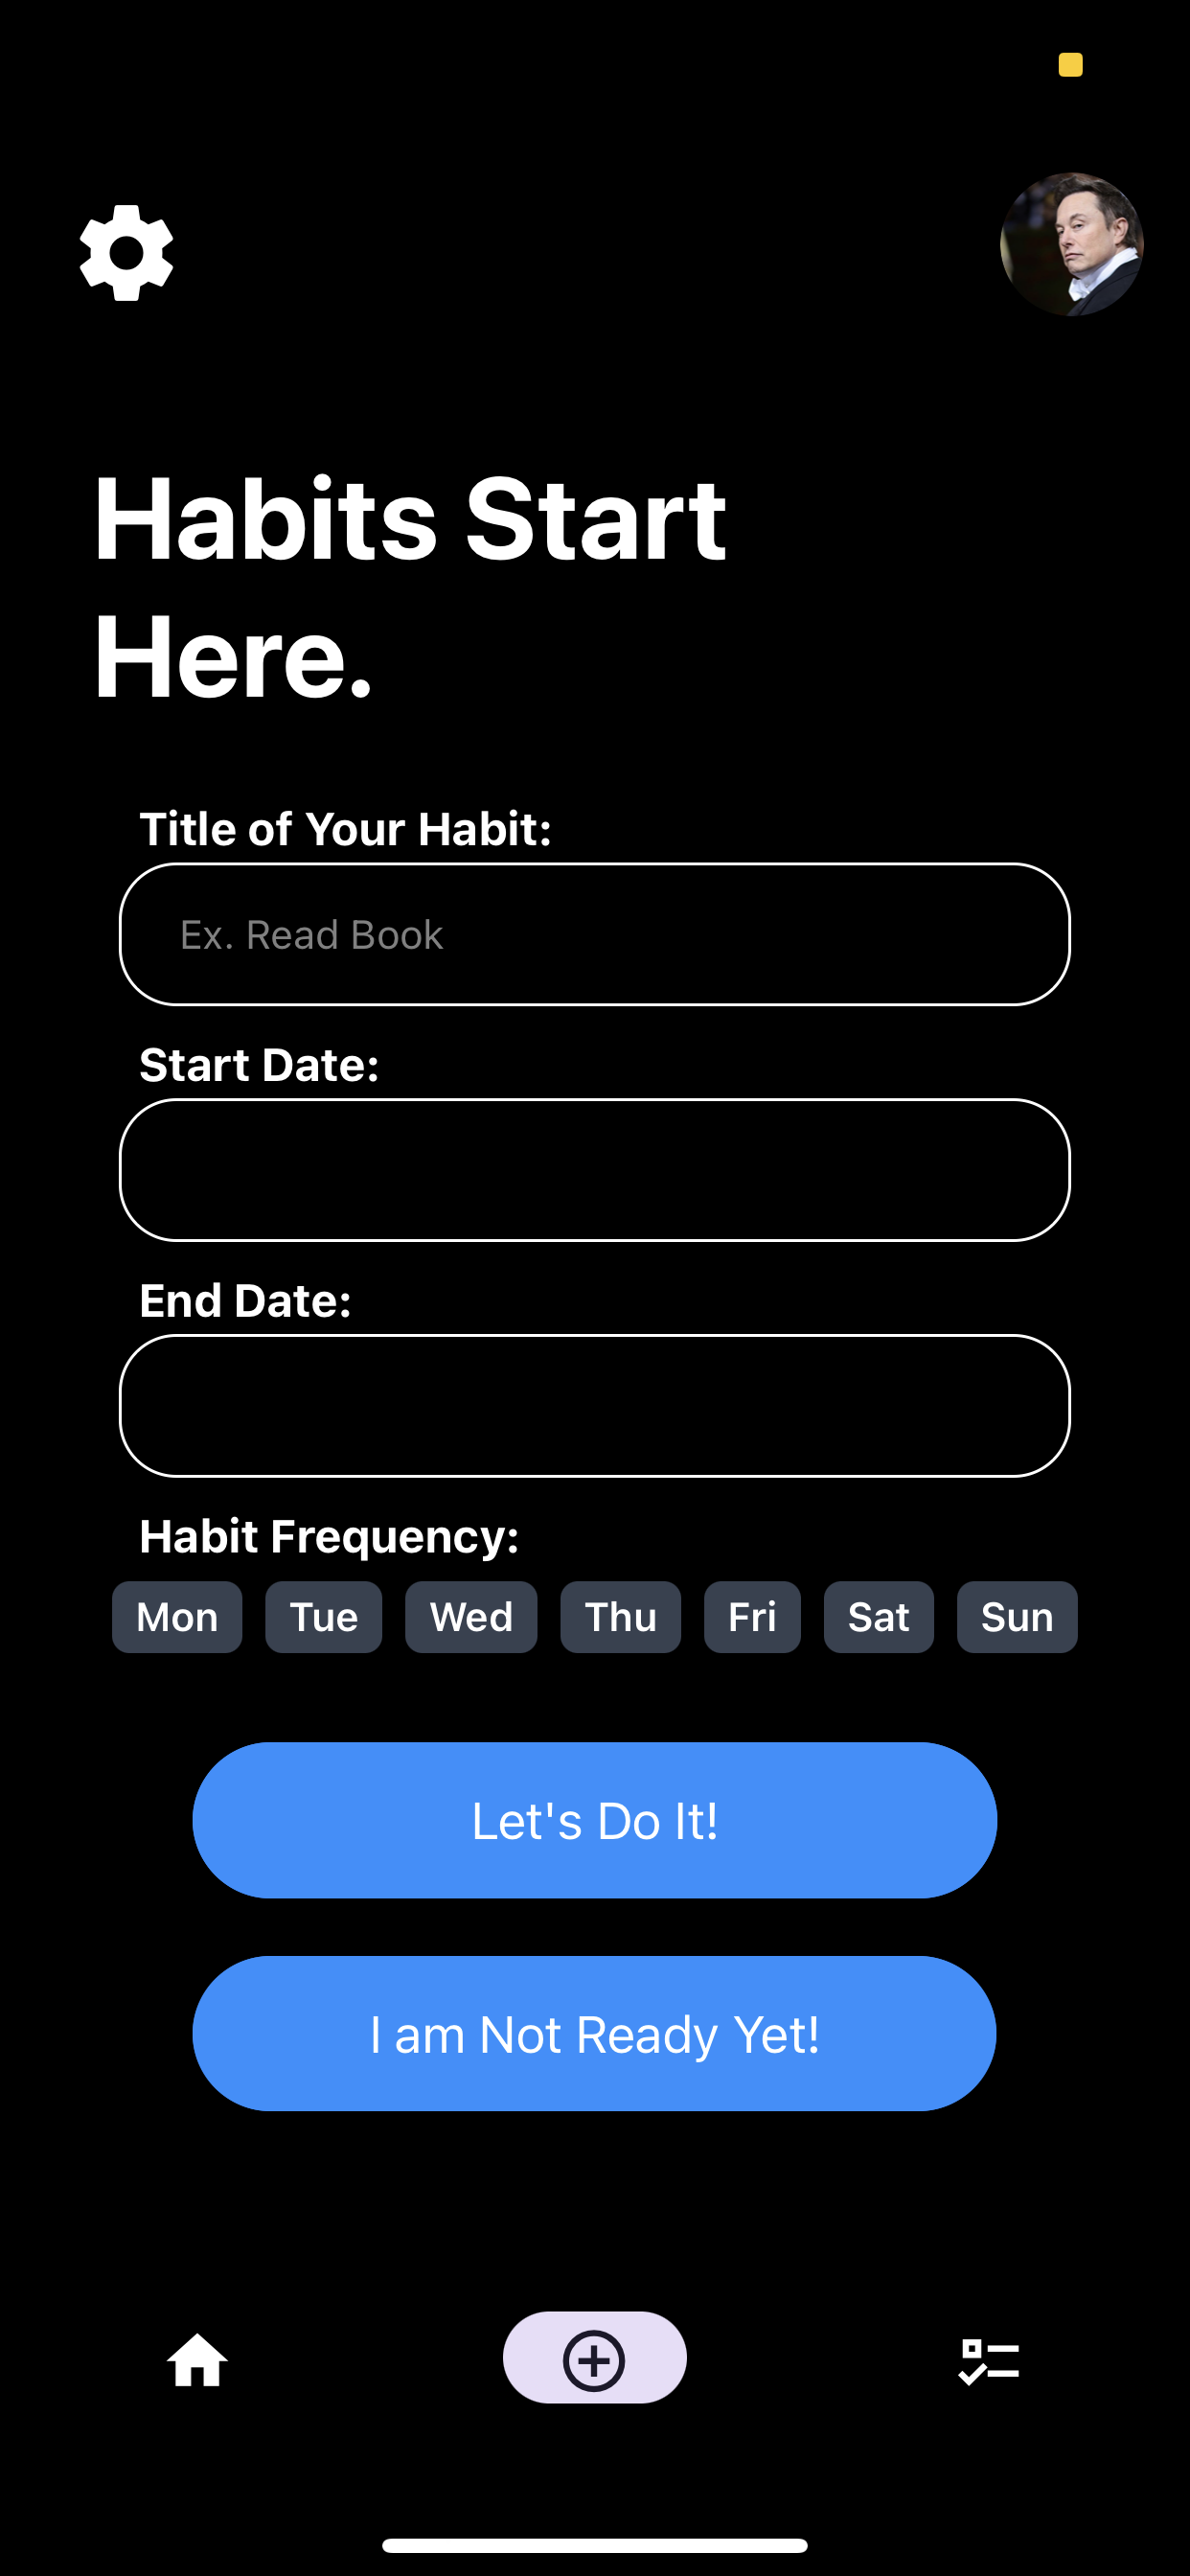 Habits Start
Here.
Title of Your Habit:
Ex. Read Book
Start Date:
End Date:
Habit Frequency:
Mon Tue Wed Thu Fri Sat Sun
Let's Do It!
I am Not Ready Yet!